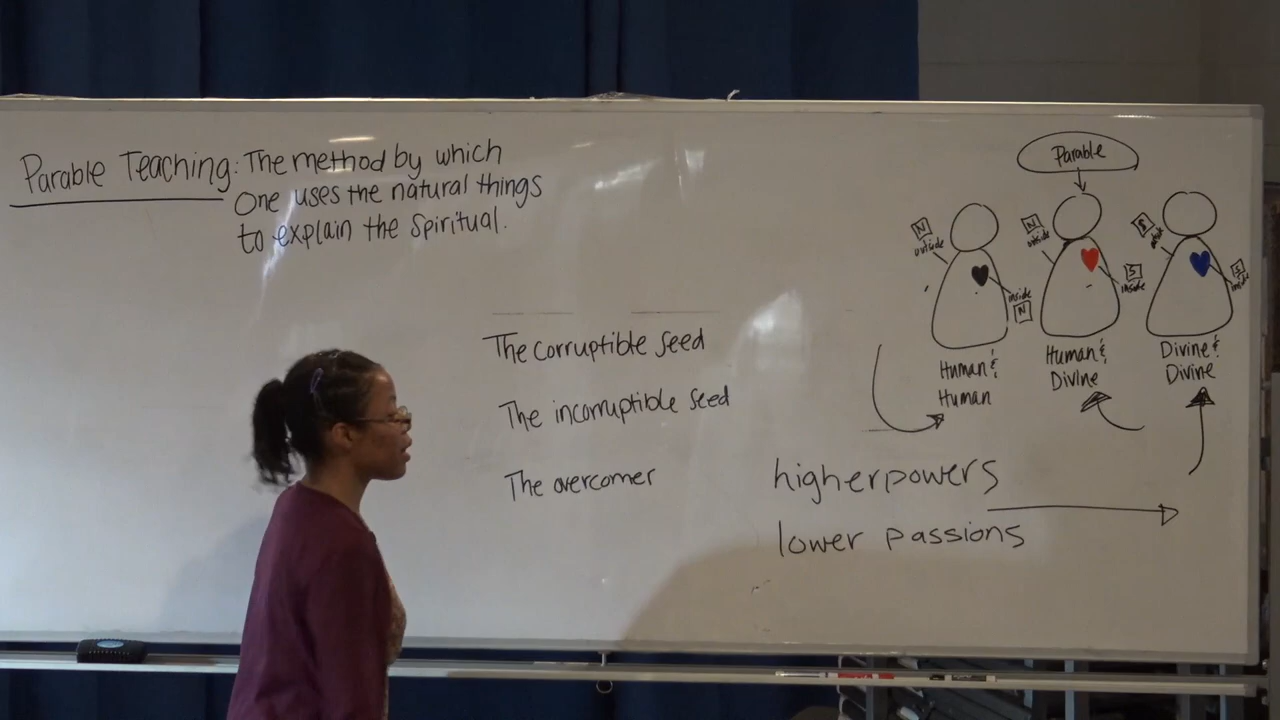 Parable Teaching: The method by which
one uses the natural things
to explain the Spiritual.
Parable
N
outside
inside
N
N
outside
S
inside
S
outside
S
inside
Human &
Human
Human &
Divine
Divine &
Divine
The corruptible seed
The incorruptible seed
The overcomer
higher powers
lower passions